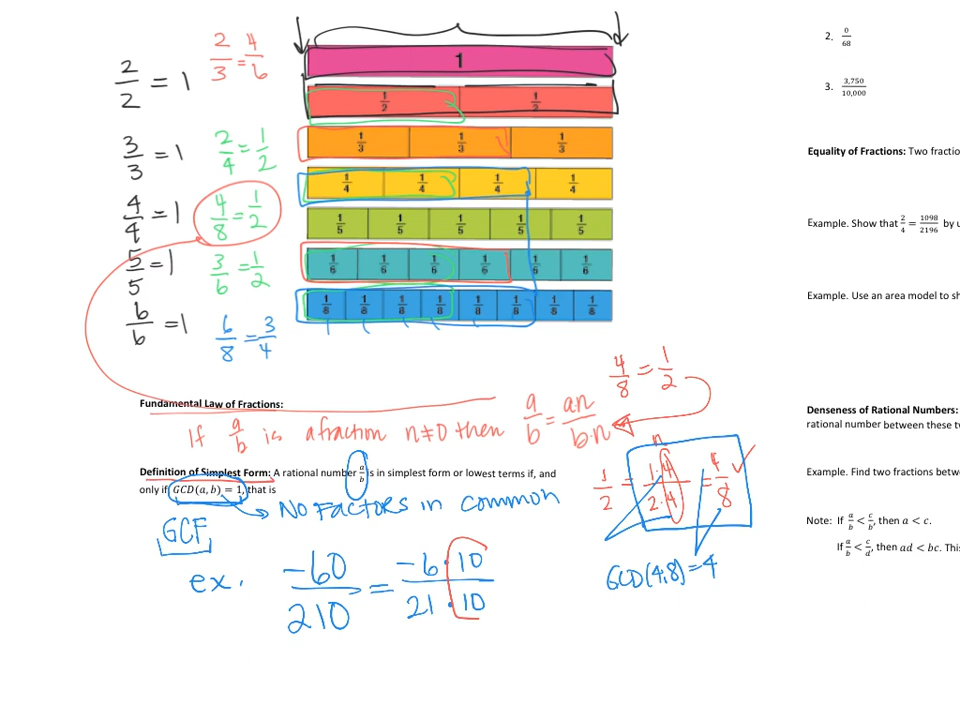 2/3 = 4/6
2/2 = 1
3/3 = 1
4/4 = 1
5/5 = 1
6/6 = 1
2/4 = 1/2
4/8 = 1/2
3/6 = 1/2
6/8 = 3/4
1
1/2 1/2
1/3 1/3 1/3
1/4 1/4 1/4 1/4
1/5 1/5 1/5 1/5 1/5
1/6 1/6 1/6 1/6 1/6 1/6
1/8 1/8 1/8 1/8 1/8 1/8 1/8 1/8
4/8 = 1/2
Fundamental Law of Fractions:
If a/b is a fraction n≠0 then a/b = an/b·n
Definition of Simplest Form: A rational number a/b is in simplest form or lowest terms if, and
only if GCD(a, b) = 1, that is
No Factors in common
GCF
n
1/2 = 1·4/2·4 = 4/8
GCD(4,8)=4
ex. -60/210 = -6·10/21·10
2. 0/68
3. 3,750/10,000
Equality of Fractions: Two fractio
Example. Show that 2/4 = 1098/2196 by u
Example. Use an area model to sh
Denseness of Rational Numbers:
rational number between these tw
Example. Find two fractions betwe
Note: If a/b < c/b, then a < c.
If a/b < c/d, then ad < bc. This